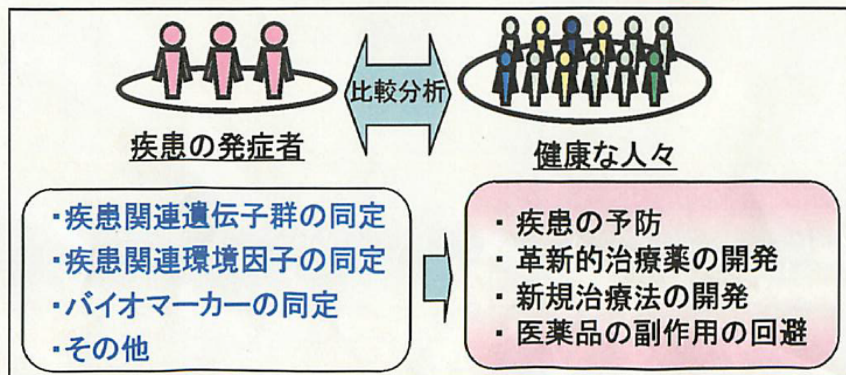 比較分析
疾患の発症者
健康な人々
・疾患関連遺伝子群の同定
・疾患関連環境因子の同定
・バイオマーカーの同定
・その他
・疾患の予防
・革新的治療薬の開発
・新規治療法の開発
・医薬品の副作用の回避